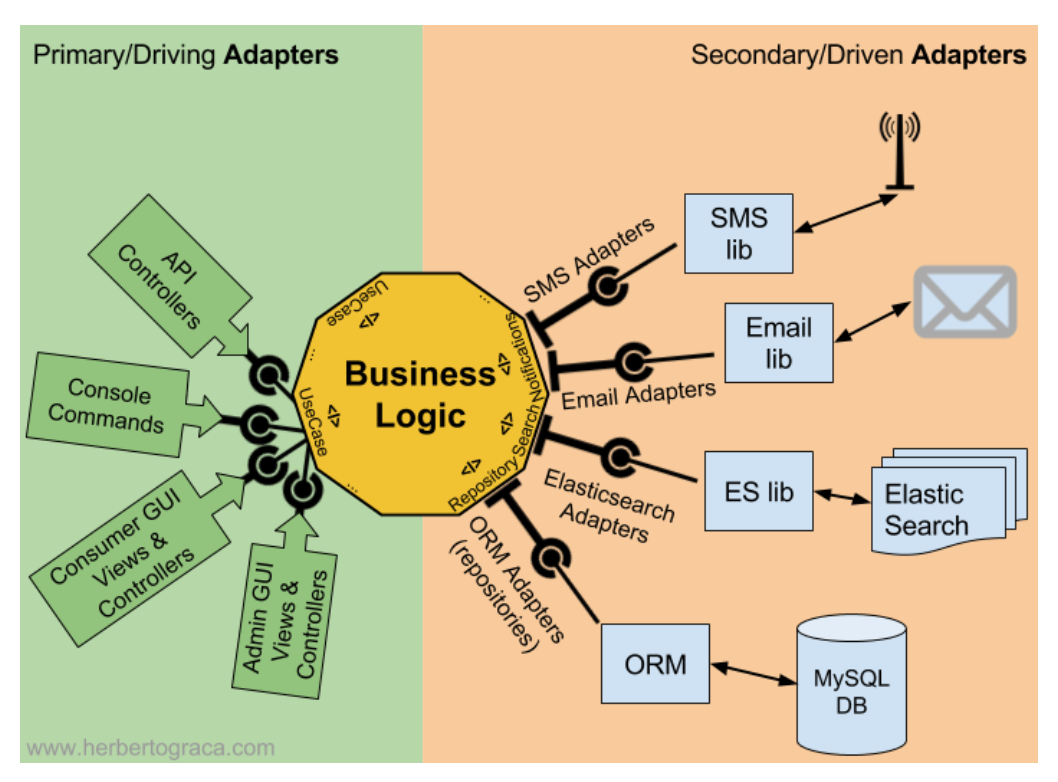 Primary/Driving Adapters
Secondary/Driven Adapters
API
Controllers
Console
Commands
Consumer GUI
Views &
Controllers
Admin GUI
Views &
Controllers
UseCase
</>
...
...
UseCase
</>
...
Business
Logic
Notifications
</>
Search
</>
Repository
</>
SMS Adapters
SMS
lib
Email Adapters
Email
lib
Elasticsearch
Adapters
ES lib
Elastic
Search
ORM Adapters
(repositories)
ORM
MySQL
DB
www.herbertograca.com